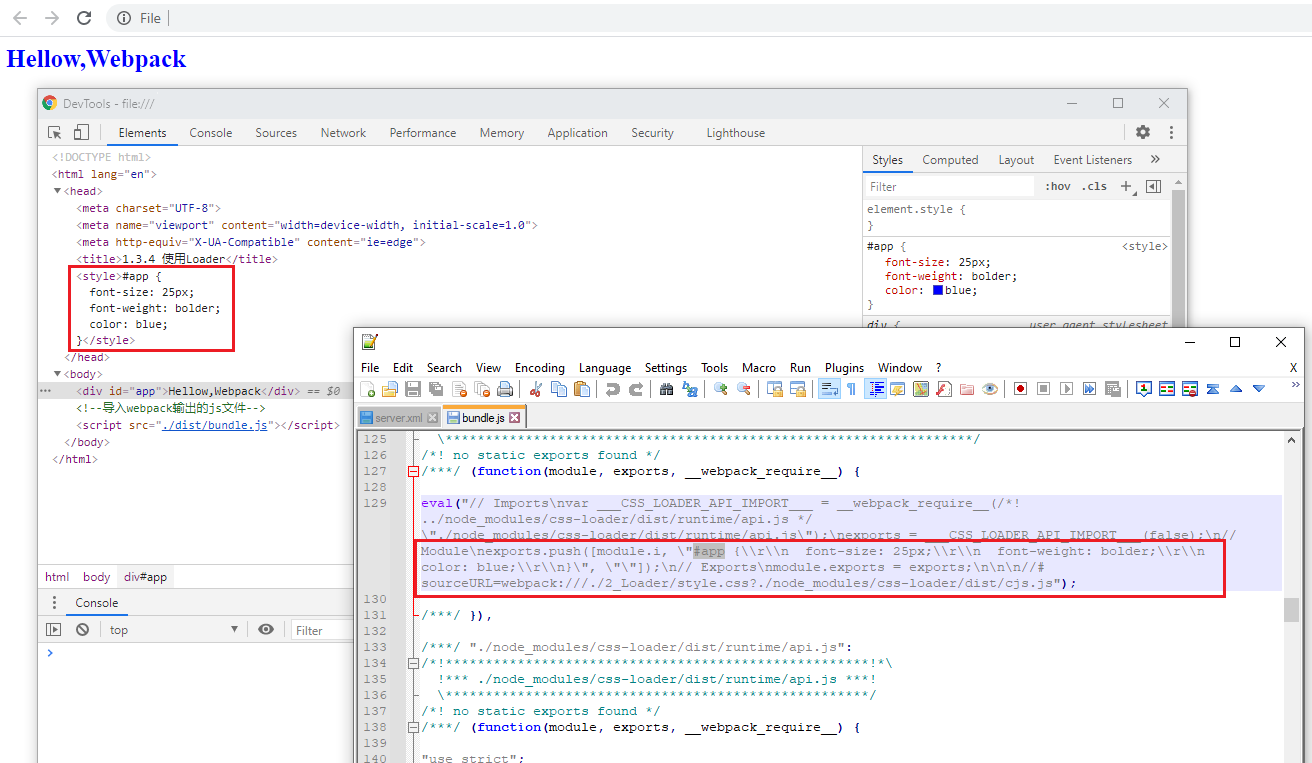 File
Hellow,Webpack
DevTools - file:///
Elements Console Sources Network Performance Memory Application Security Lighthouse
<!DOCTYPE html>
<html lang="en">
<head>
<meta charset="UTF-8">
<meta name="viewport" content="width=device-width, initial-scale=1.0">
<meta http-equiv="X-UA-Compatible" content="ie=edge">
<title>1.3.4 使用Loader</title>
<style>#app {
font-size: 25px;
font-weight: bolder;
color: blue;
}</style>
</head>
<body>
<div id="app">Hellow,Webpack</div> == $0
<!--导入webpack输出的js文件-->
<script src="./dist/bundle.js"></script>
</body>
</html>
html body div#app
Console
top Filter
Styles Computed Layout Event Listeners
Filter :hov .cls
element.style {
}
#app { <style>
font-size: 25px;
font-weight: bolder;
color: blue;
}
div { user agent stylesheet
File Edit Search View Encoding Language Settings Tools Macro Run Plugins Window ? X
server.xml bundle.js
125 \******************************************************************/
126 /*! no static exports found */
127 /***/ (function(module, exports, __webpack_require__) {
128
129 eval("// Imports\nvar ___CSS_LOADER_API_IMPORT___ = __webpack_require__(/*!
../node_modules/css-loader/dist/runtime/api.js */
\"./node_modules/css-loader/dist/runtime/api.js\");\nexports = ___CSS_LOADER_API_IMPORT___(false);\n//
Module\nexports.push([module.i, \"#app {\\r\\n  font-size: 25px;\\r\\n  font-weight: bolder;\\r\\n
color: blue;\\r\\n}\", \"\"]);\n// Exports\nmodule.exports = exports;\n\n\n//#
sourceURL=webpack:///./2_Loader/style.css?./node_modules/css-loader/dist/cjs.js");
130
131 /***/ }),
132
133 /***/ "./node_modules/css-loader/dist/runtime/api.js":
134 /*!*****************************************************!*\
135 !*** ./node_modules/css-loader/dist/runtime/api.js ***!
136 \*****************************************************/
137 /*! no static exports found */
138 /***/ (function(module, exports, __webpack_require__) {
139
140 "use strict";